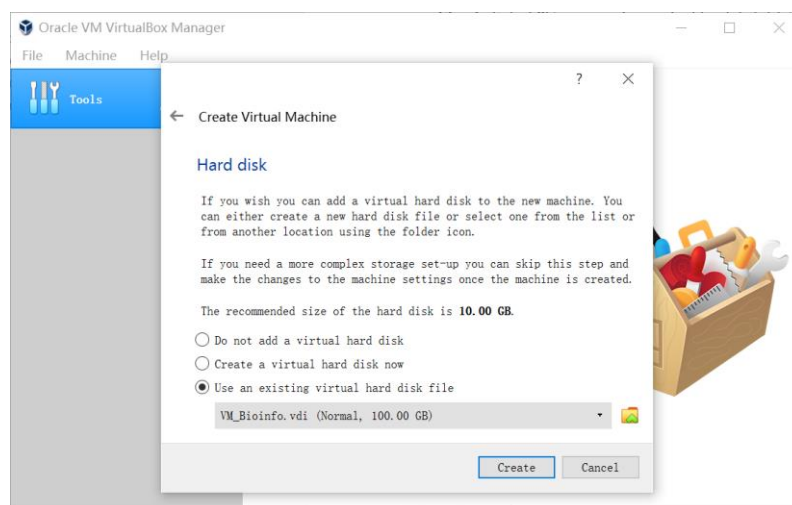 Oracle VM VirtualBox Manager
File Machine Help
Tools
?
Create Virtual Machine
Hard disk
If you wish you can add a virtual hard disk to the new machine. You
can either create a new hard disk file or select one from the list or
from another location using the folder icon.
If you need a more complex storage set-up you can skip this step and
make the changes to the machine settings once the machine is created.
The recommended size of the hard disk is 10.00 GB.
Do not add a virtual hard disk
Create a virtual hard disk now
Use an existing virtual hard disk file
VM_Bioinfo.vdi (Normal, 100.00 GB)
Create Cancel